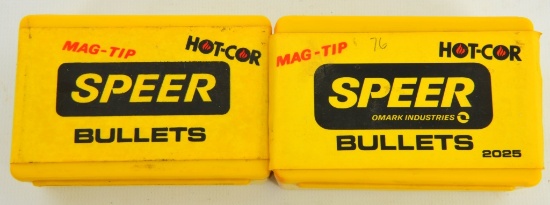 MAG-TIP HOT-COR
SPEER
BULLETS
MAG-TIP 76 HOT-COR
SPEER
OMARK INDUSTRIES
BULLETS
2025